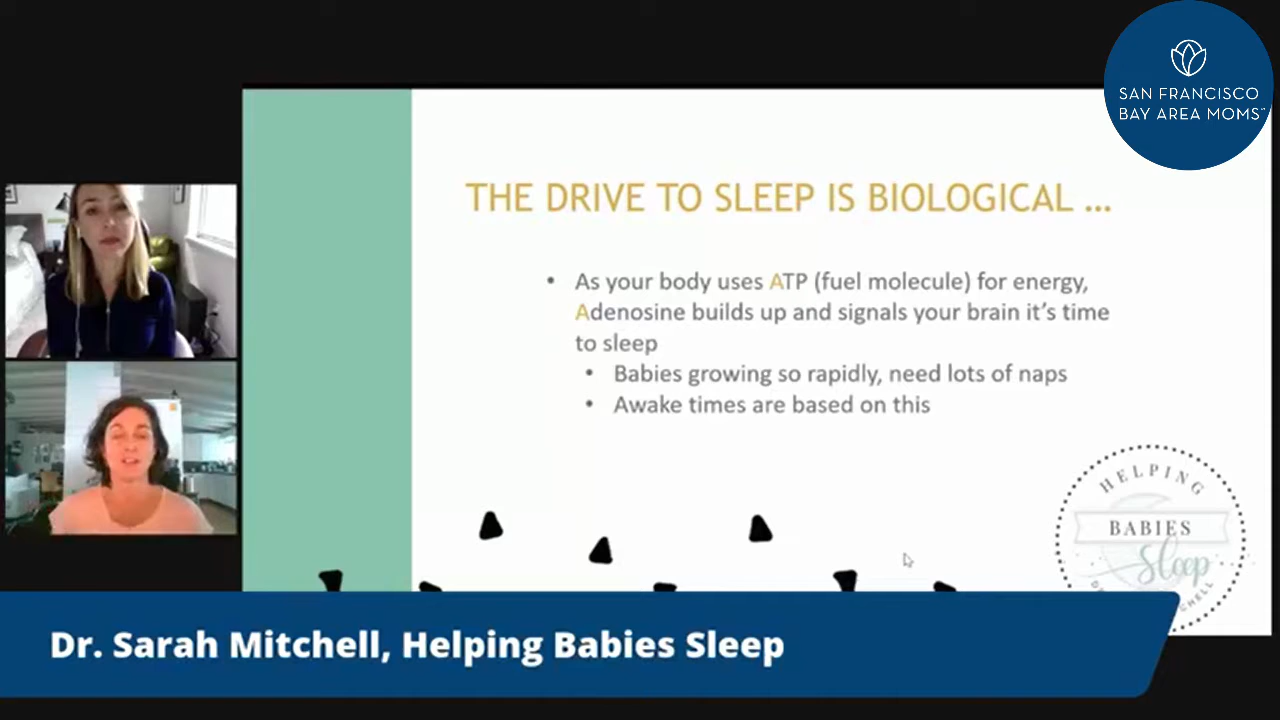 SAN FRANCISCO
BAY AREA MOMS
THE DRIVE TO SLEEP IS BIOLOGICAL ...
• As your body uses ATP (fuel molecule) for energy,
Adenosine builds up and signals your brain it's time
to sleep
• Babies growing so rapidly, need lots of naps
• Awake times are based on this
HELPING
BABIES
Sleep
Dr. Sarah Mitchell, Helping Babies Sleep